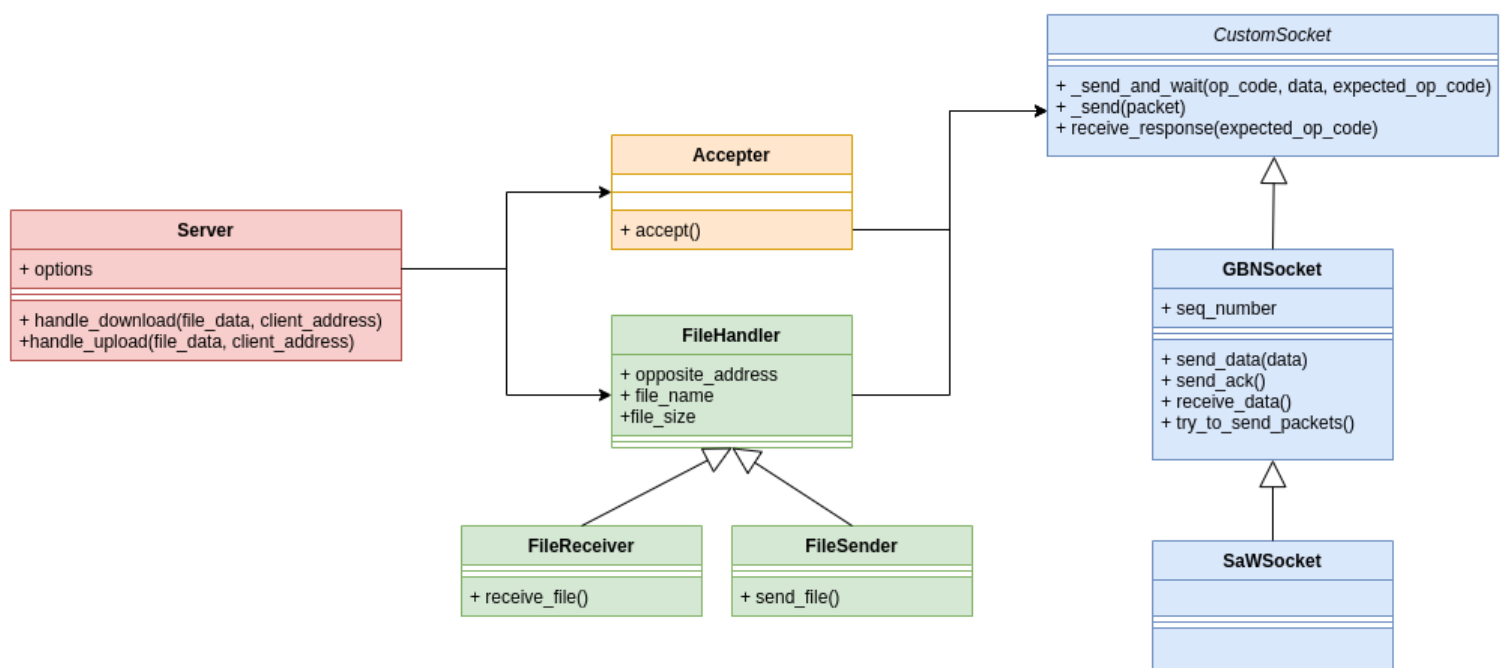 CustomSocket
+ _send_and_wait(op_code, data, expected_op_code)
+ _send(packet)
+ receive_response(expected_op_code)
Accepter
+ accept()
Server
+ options
+ handle_download(file_data, client_address)
+handle_upload(file_data, client_address)
FileHandler
+ opposite_address
+ file_name
+file_size
GBNSocket
+ seq_number
+ send_data(data)
+ send_ack()
+ receive_data()
+ try_to_send_packets()
FileReceiver
+ receive_file()
FileSender
+ send_file()
SaWSocket